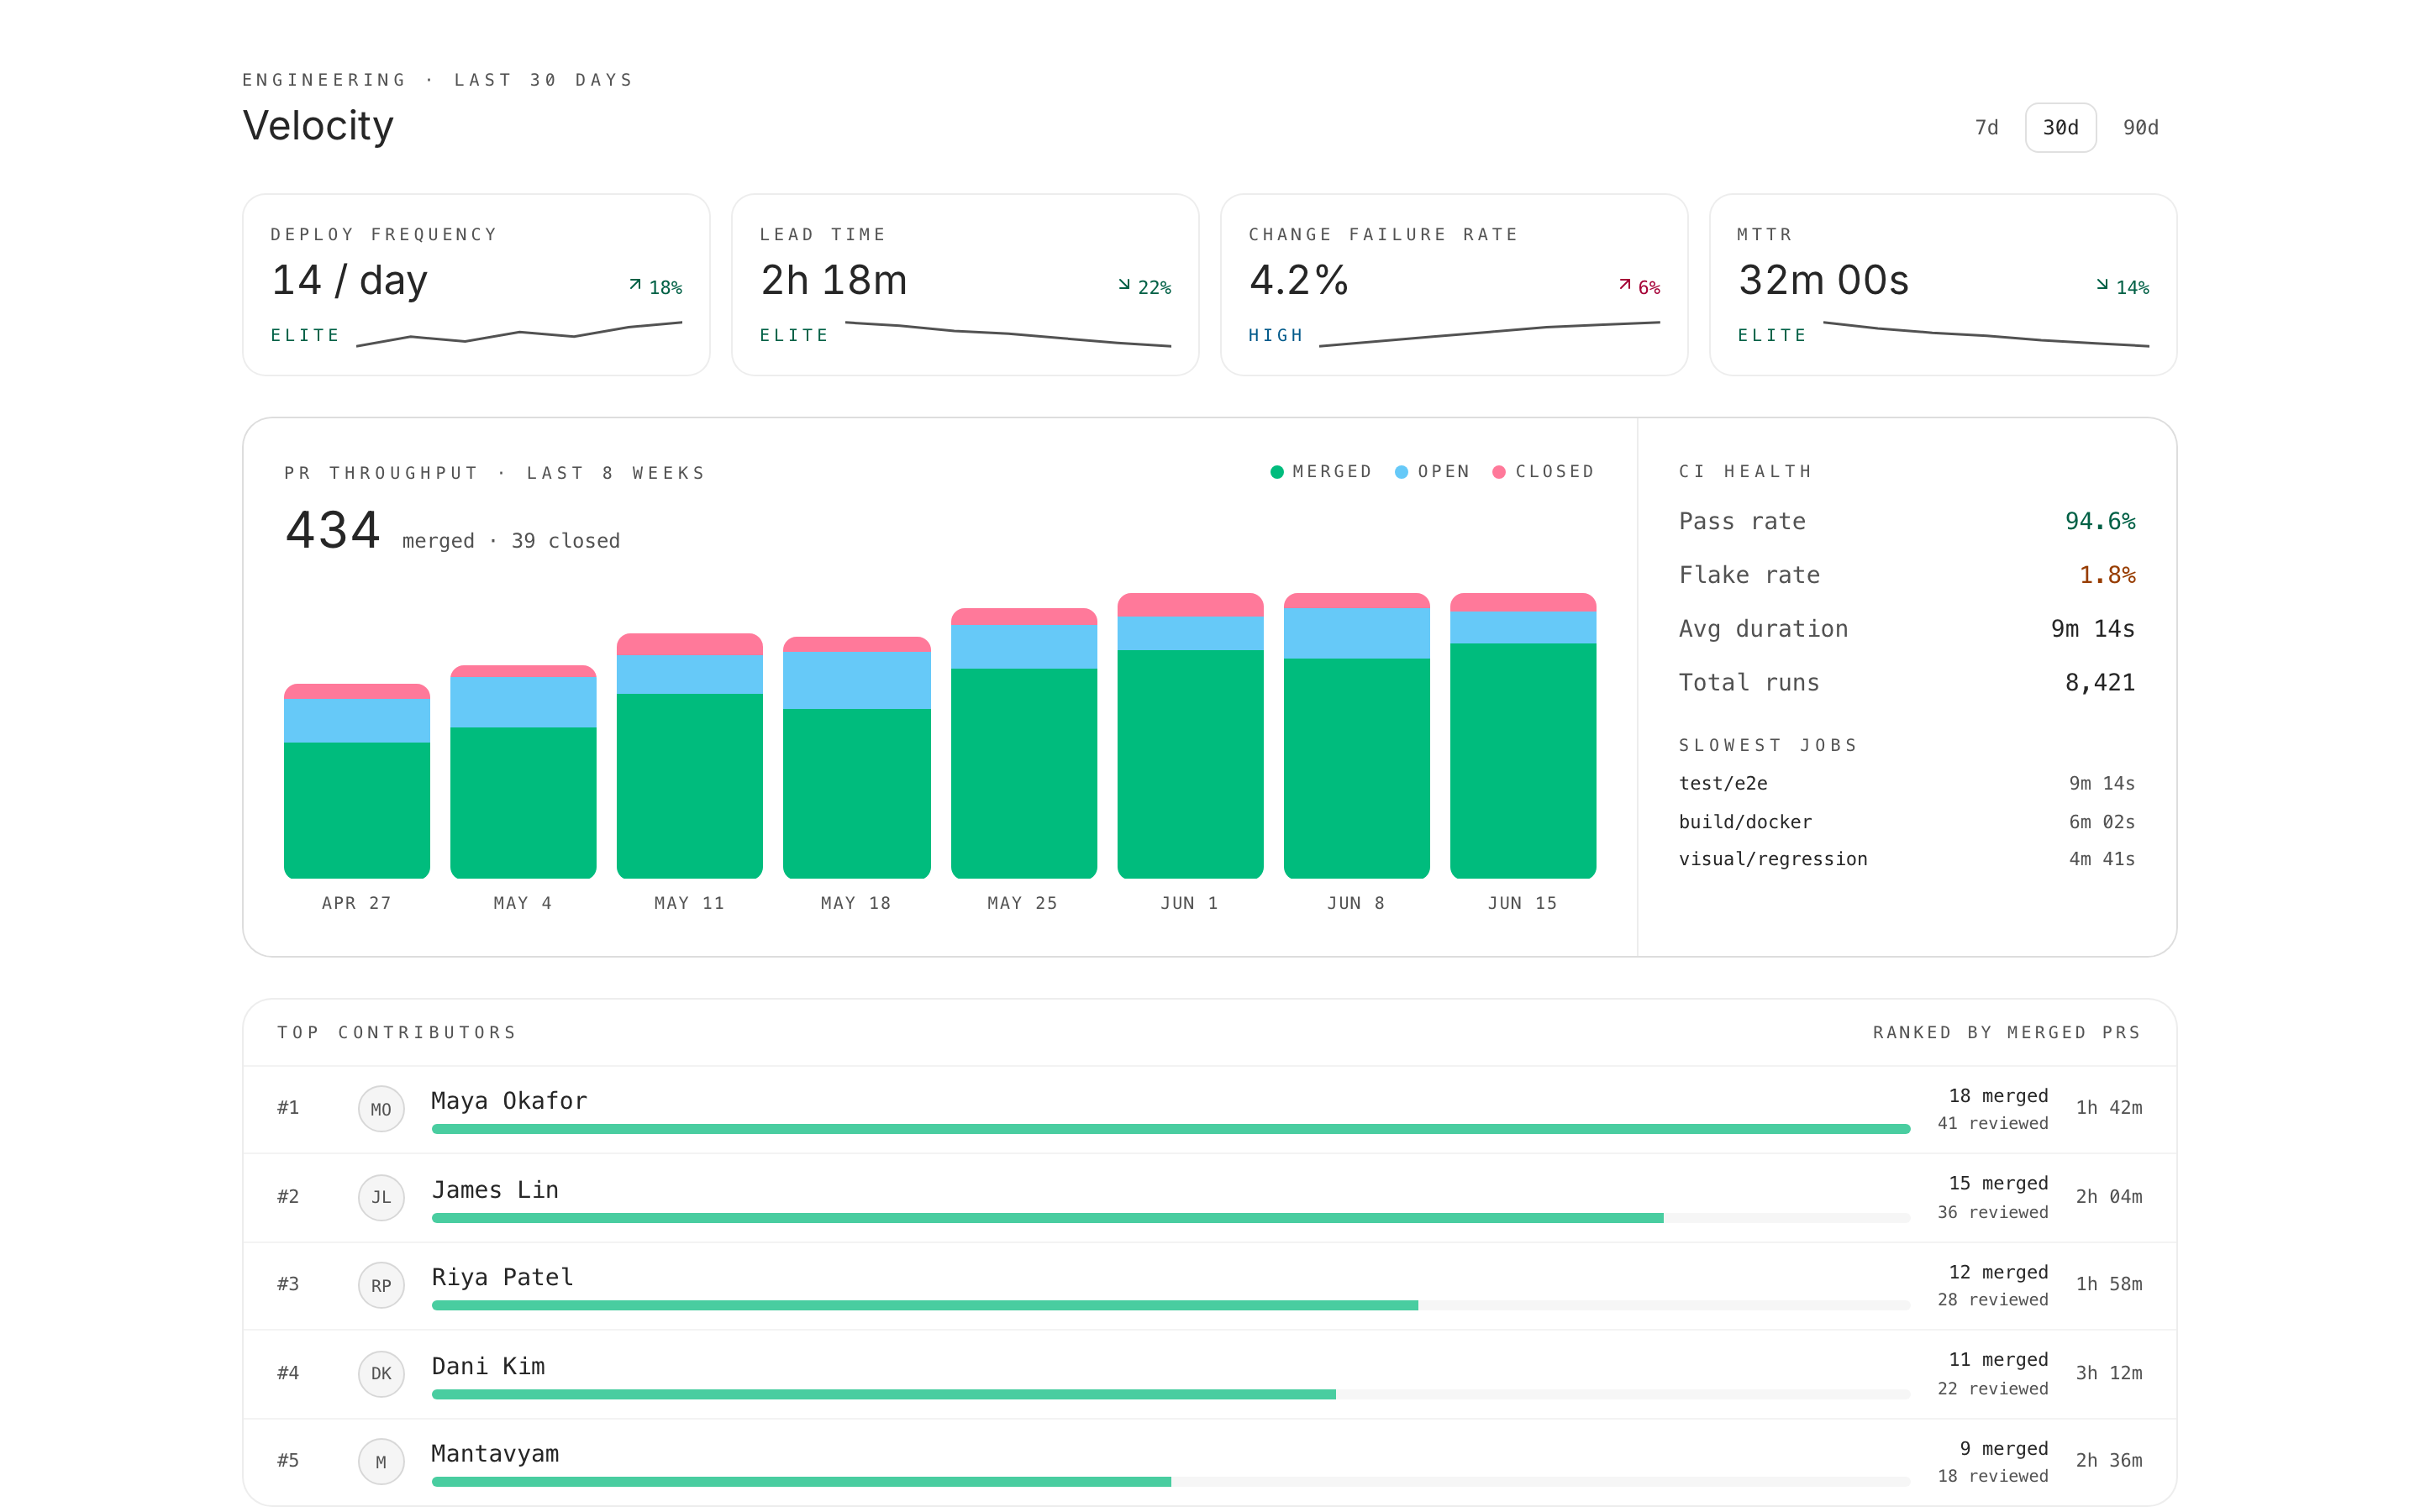 ENGINEERING · LAST 30 DAYS
Velocity
7d 30d 90d
DEPLOY FREQUENCY
14 / day
18%
ELITE
LEAD TIME
2h 18m
22%
ELITE
CHANGE FAILURE RATE
4.2%
6%
HIGH
MTTR
32m 00s
14%
ELITE
PR THROUGHPUT · LAST 8 WEEKS
MERGED OPEN CLOSED
434 merged · 39 closed
APR 27 MAY 4 MAY 11 MAY 18 MAY 25 JUN 1 JUN 8 JUN 15
CI HEALTH
Pass rate 94.6%
Flake rate 1.8%
Avg duration 9m 14s
Total runs 8,421
SLOWEST JOBS
test/e2e 9m 14s
build/docker 6m 02s
visual/regression 4m 41s
TOP CONTRIBUTORS RANKED BY MERGED PRS
#1 MO Maya Okafor 18 merged 1h 42m
41 reviewed
#2 JL James Lin 15 merged 2h 04m
36 reviewed
#3 RP Riya Patel 12 merged 1h 58m
28 reviewed
#4 DK Dani Kim 11 merged 3h 12m
22 reviewed
#5 M Mantavyam 9 merged 2h 36m
18 reviewed